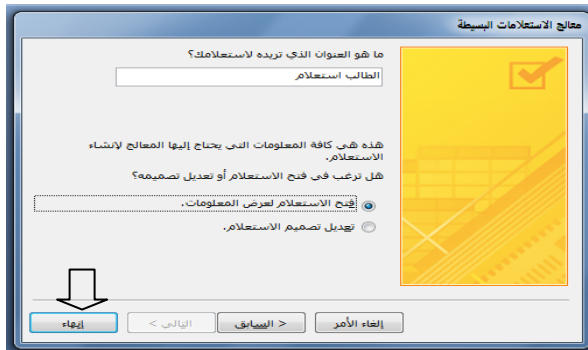 معالج الاستعلامات البسيطة
ما هو العنوان الذي تريده لاستعلامك؟
الطالب استعلام
هذه هي كافة المعلومات التي يحتاج إليها المعالج لإنشاء
الاستعلام.
هل ترغب في فتح الاستعلام أو تعديل تصميمه؟
فتح الاستعلام لعرض المعلومات.
تعديل تصميم الاستعلام.
إلغاء الأمر
< السابق
التالي >
إنهاء